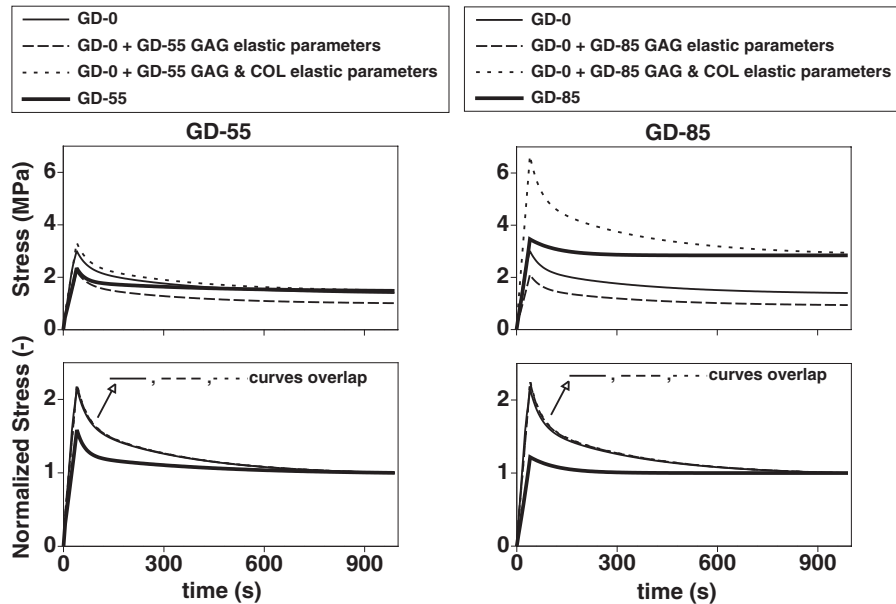 GD-0
GD-0 + GD-55 GAG elastic parameters
GD-0 + GD-55 GAG & COL elastic parameters
GD-55
GD-0
GD-0 + GD-85 GAG elastic parameters
GD-0 + GD-85 GAG & COL elastic parameters
GD-85
GD-55
Stress (MPa)
6
4
2
0
GD-85
6
4
2
0
Normalized Stress (-)
2
1
0
, , curves overlap
0 300 600 900
time (s)
2
1
0
, , curves overlap
0 300 600 900
time (s)